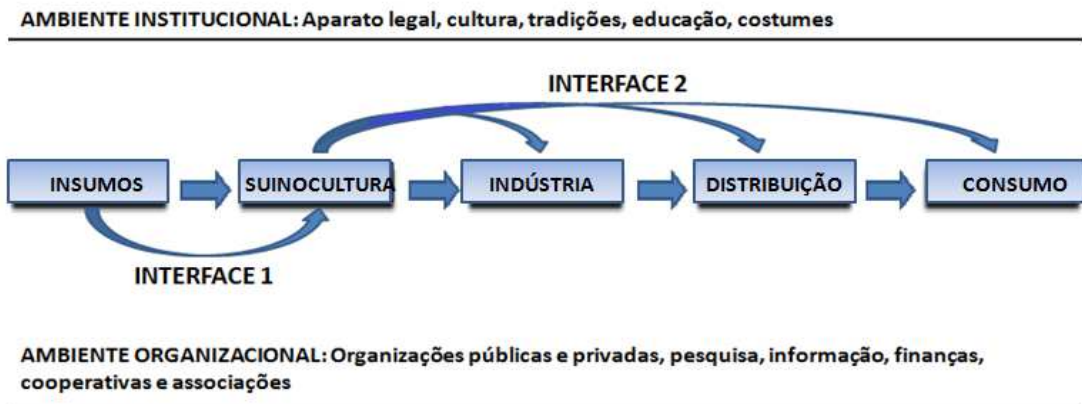 AMBIENTE INSTITUCIONAL: Aparato legal, cultura, tradições, educação, costumes
INTERFACE 2
INSUMOS
SUINOCULTURA
INDÚSTRIA
DISTRIBUIÇÃO
CONSUMO
INTERFACE 1
AMBIENTE ORGANIZACIONAL: Organizações públicas e privadas, pesquisa, informação, finanças,
cooperativas e associações